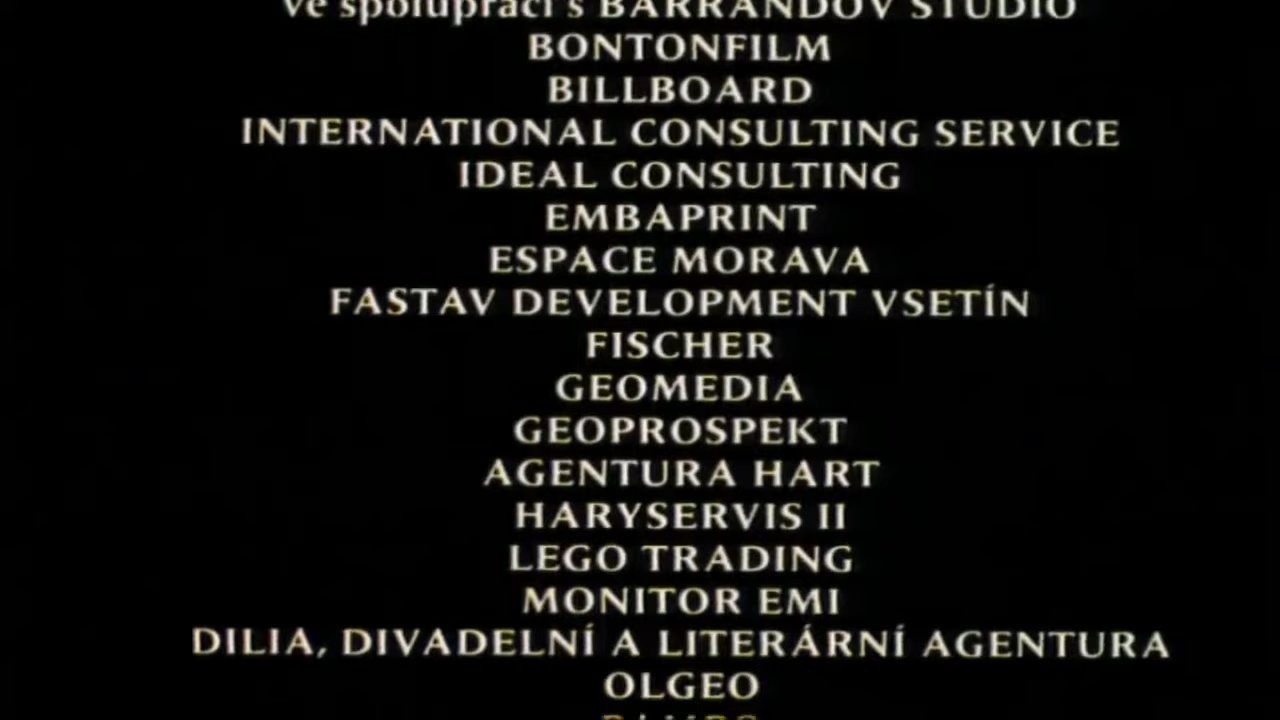 ve spolupráci s BARRANDOV STUDIO
BONTONFILM
BILLBOARD
INTERNATIONAL CONSULTING SERVICE
IDEAL CONSULTING
EMBAPRINT
ESPACE MORAVA
FASTAV DEVELOPMENT VSETÍN
FISCHER
GEOMEDIA
GEOPROSPEKT
AGENTURA HART
HARYSERVIS II
LEGO TRADING
MONITOR EMI
DILIA, DIVADELNÍ A LITERÁRNÍ AGENTURA
OLGEO